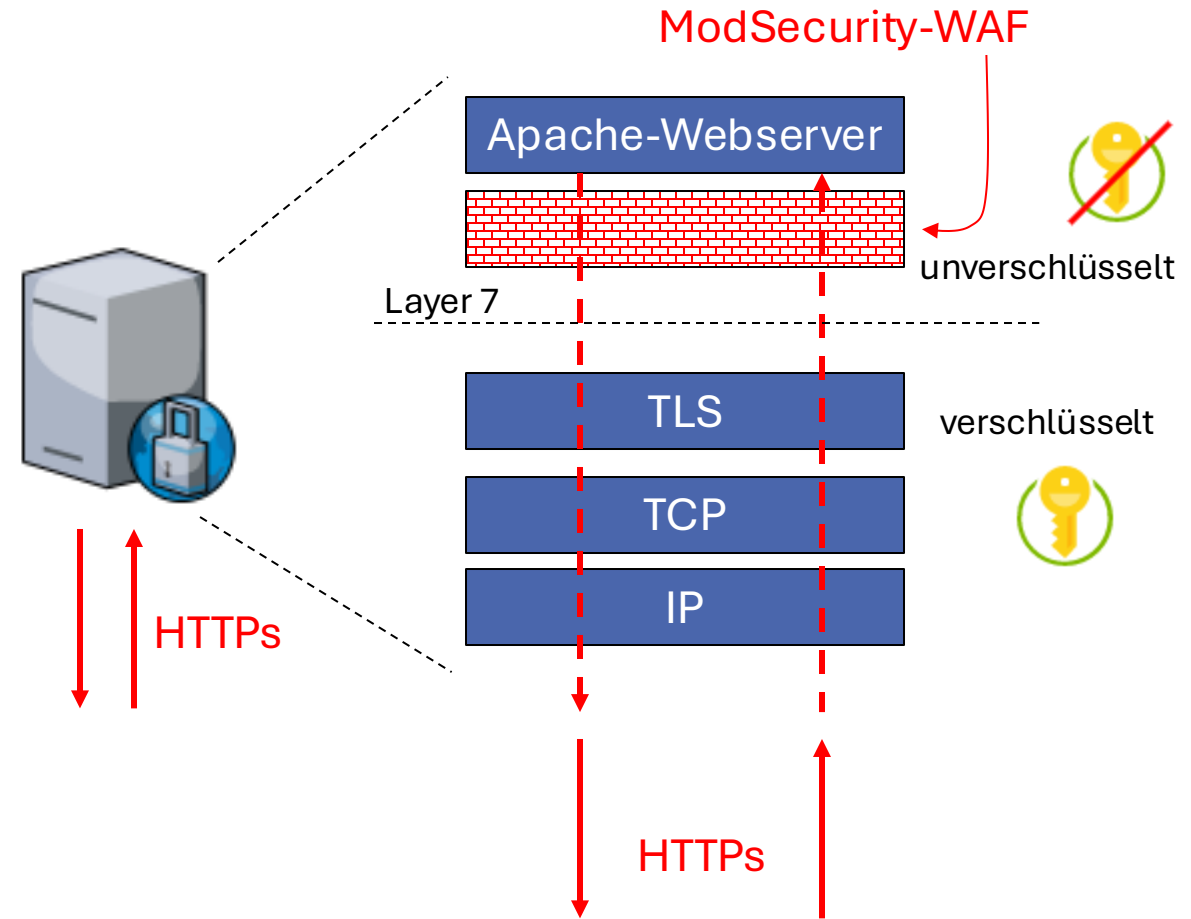 ModSecurity-WAF
Apache-Webserver
unverschlüsselt
Layer 7
TLS
verschlüsselt
TCP
IP
HTTPs
HTTPs